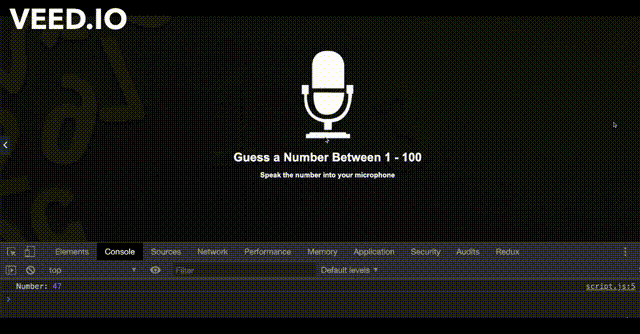 VEED.IO
Guess a Number Between 1 - 100
Speak the number into your microphone
Elements Console Sources Network Performance Memory Application Security Audits Redux
top Filter Default levels
Number: 47 script.js:5